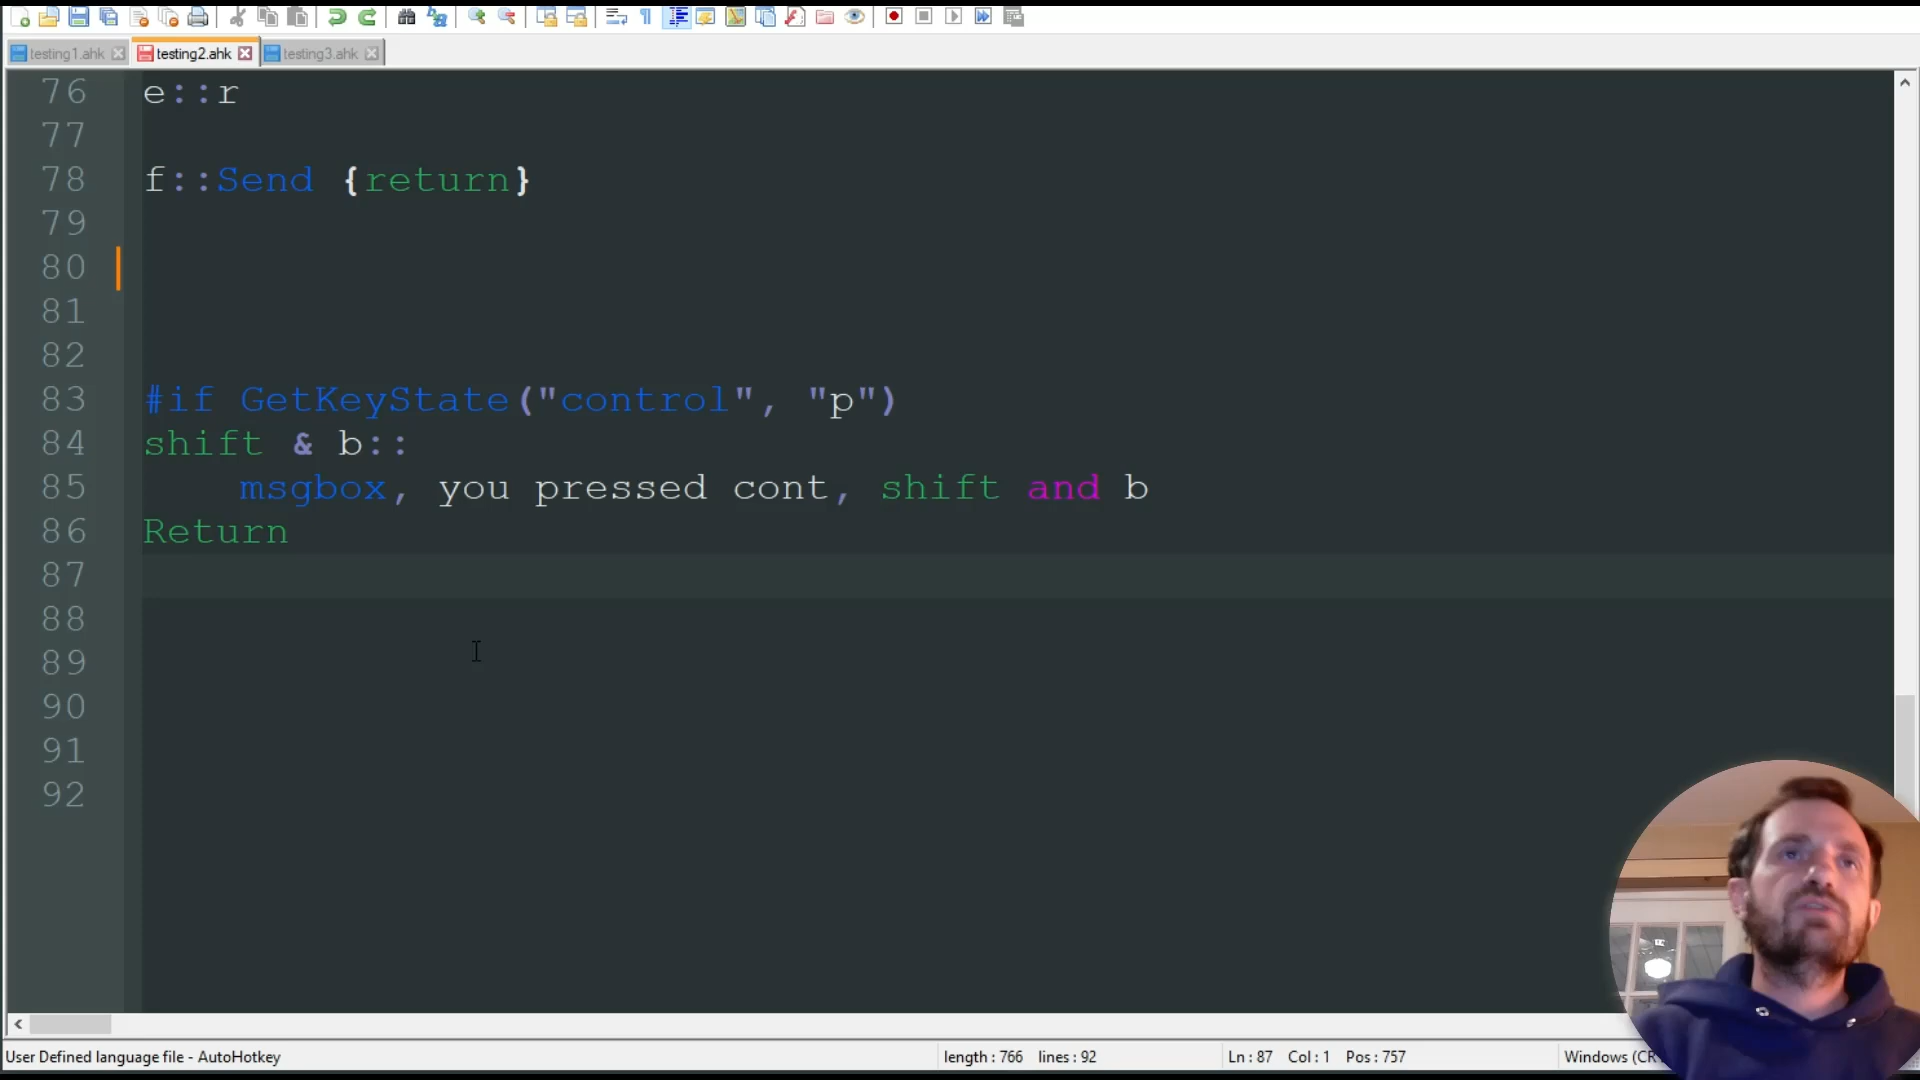 testing1.ahk testing2.ahk testing3.ahk
76 e::r
77
78 f::Send {return}
79
80
81
82
83 #if GetKeyState("control", "p")
84 shift & b::
85 msgbox, you pressed cont, shift and b
86 Return
87
88
89
90
91
92
User Defined language file - AutoHotkey length : 766 lines : 92 Ln : 87 Col : 1 Pos : 757 Windows (CR